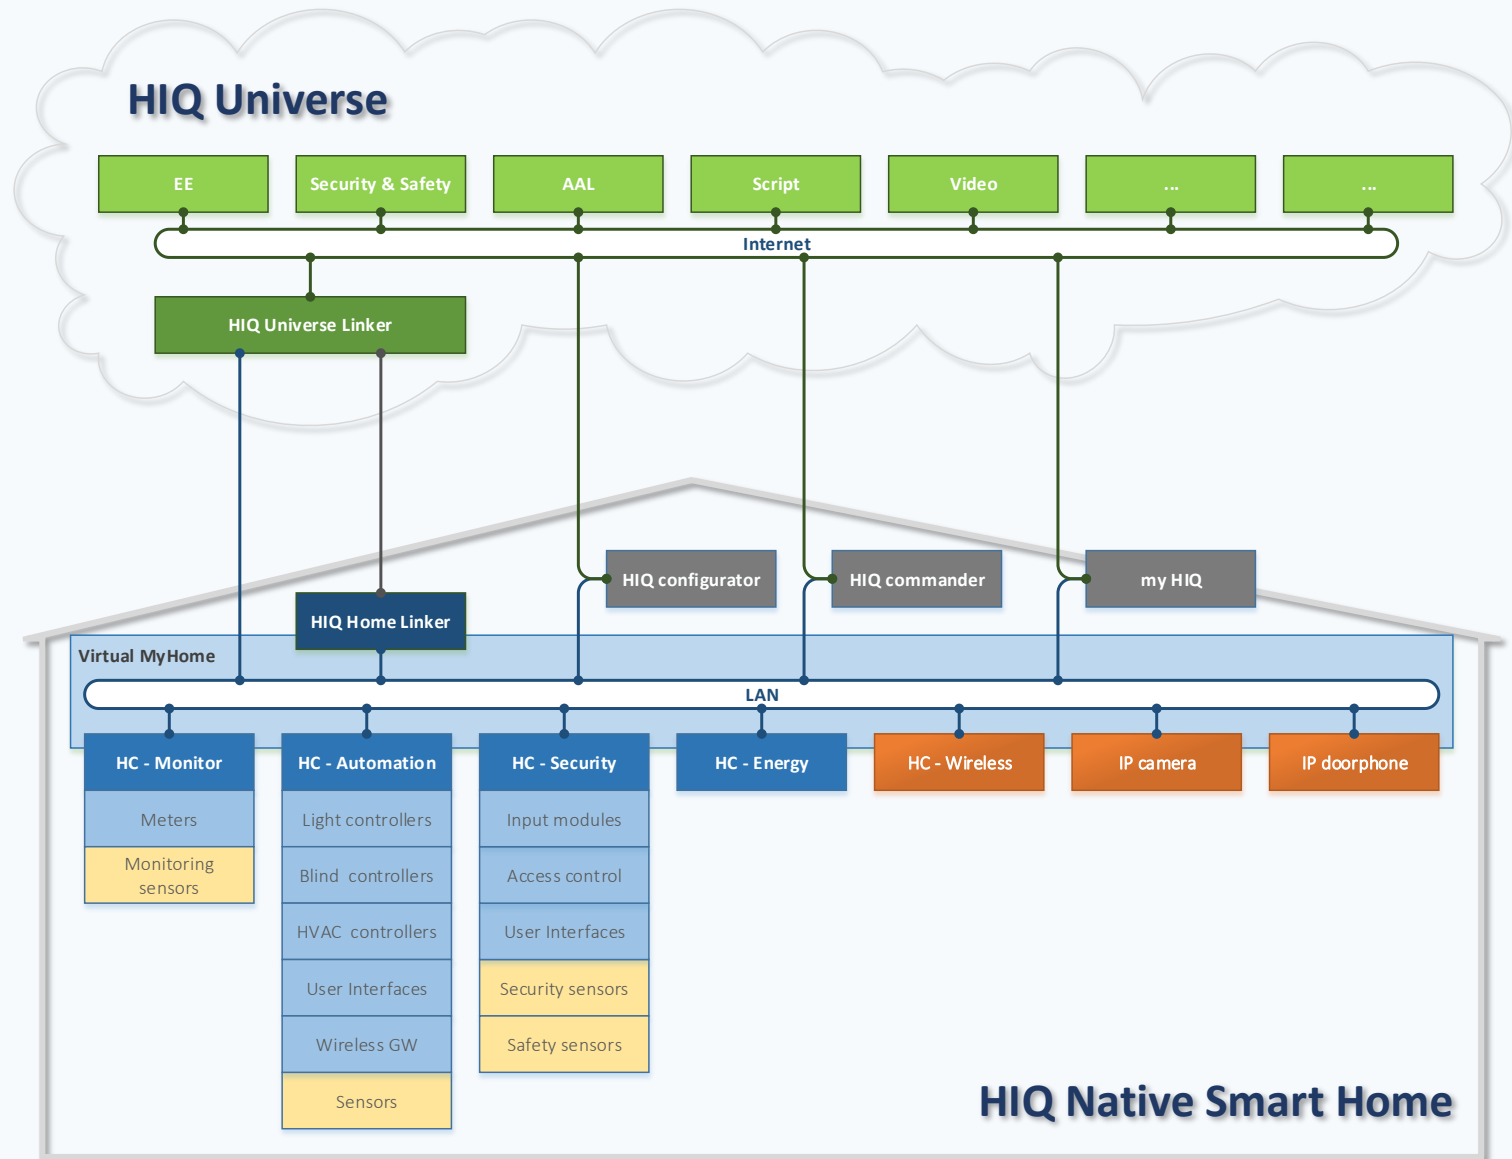 HIQ Universe
EE
Security & Safety
AAL
Script
Video
...
...
Internet
HIQ Universe Linker
HIQ configurator
HIQ commander
my HIQ
HIQ Home Linker
Virtual MyHome
LAN
HC - Monitor
HC - Automation
HC - Security
HC - Energy
HC - Wireless
IP camera
IP doorphone
Meters
Light controllers
Input modules
Monitoring
sensors
Blind controllers
Access control
HVAC controllers
User Interfaces
User Interfaces
Security sensors
Wireless GW
Safety sensors
Sensors
HIQ Native Smart Home